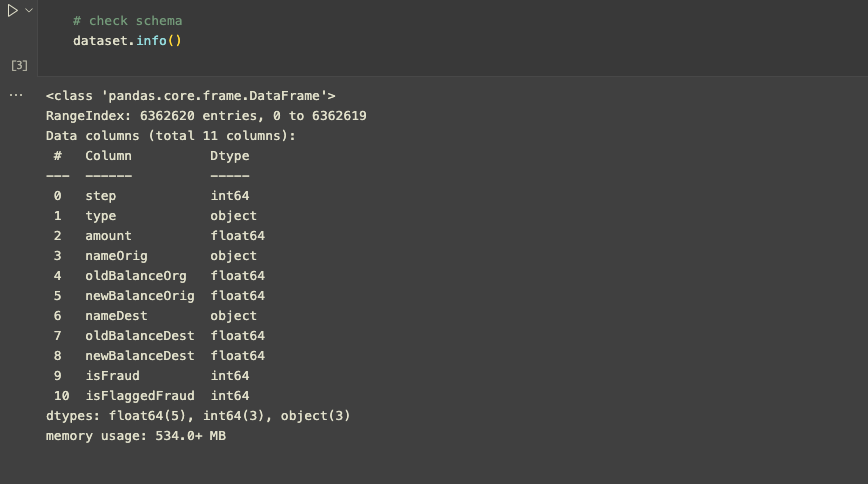 # check schema
dataset.info()
[3]
...
<class 'pandas.core.frame.DataFrame'>
RangeIndex: 6362620 entries, 0 to 6362619
Data columns (total 11 columns):
 #   Column          Dtype
---  ------          -----
 0   step            int64
 1   type            object
 2   amount          float64
 3   nameOrig        object
 4   oldBalanceOrg   float64
 5   newBalanceOrig  float64
 6   nameDest        object
 7   oldBalanceDest  float64
 8   newBalanceDest  float64
 9   isFraud         int64
 10  isFlaggedFraud  int64
dtypes: float64(5), int64(3), object(3)
memory usage: 534.0+ MB